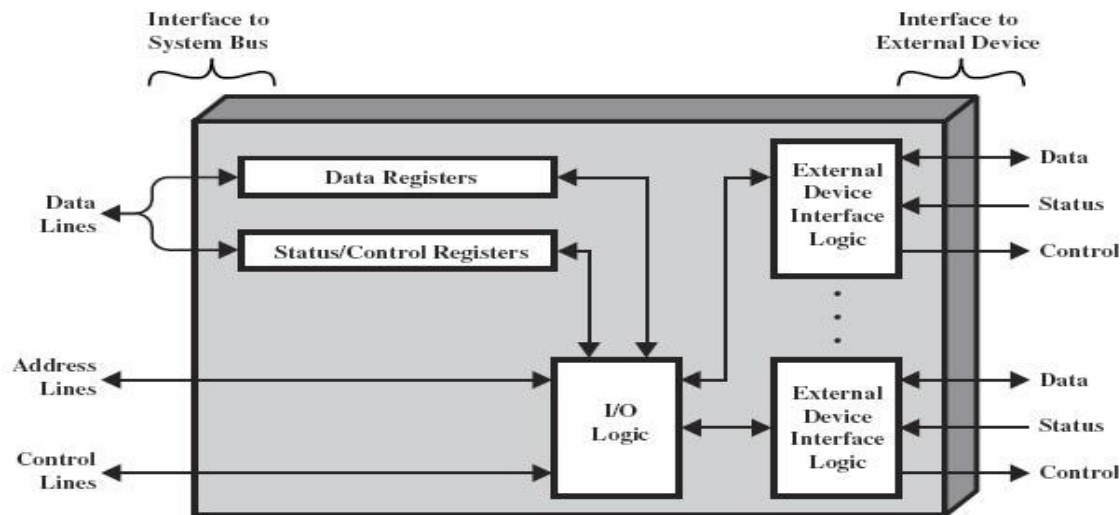 Interface to
System Bus
Interface to
External Device
Data Registers
Status/Control Registers
Data
Lines
Address
Lines
Control
Lines
I/O
Logic
External
Device
Interface
Logic
Data
Status
Control
External
Device
Interface
Logic
Data
Status
Control